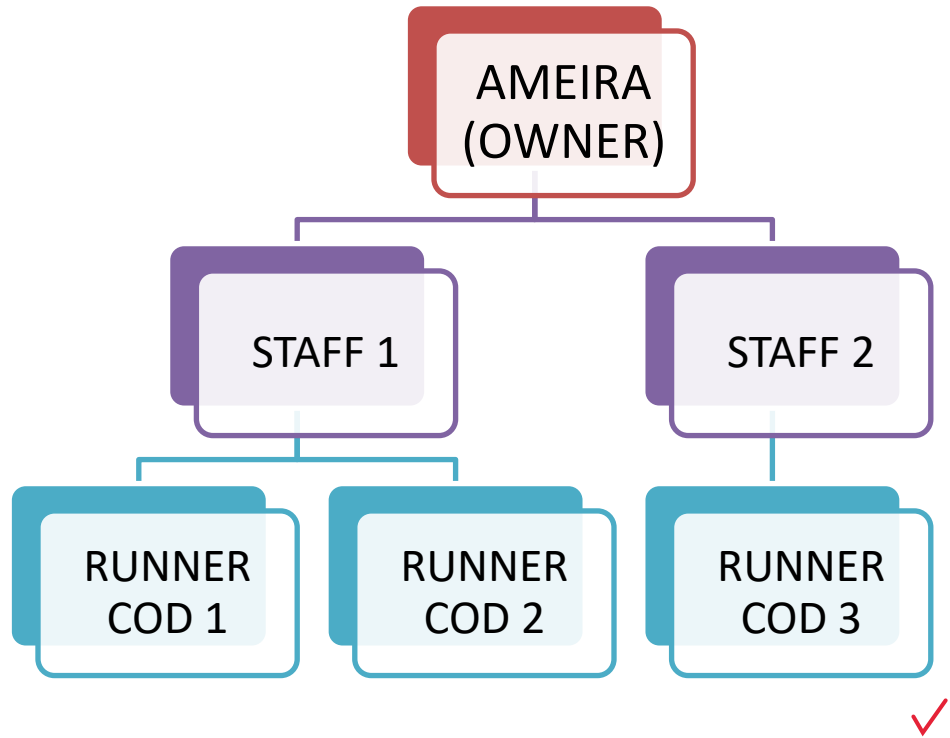 AMEIRA
(OWNER)
STAFF 1
STAFF 2
RUNNER
COD 1
RUNNER
COD 2
RUNNER
COD 3